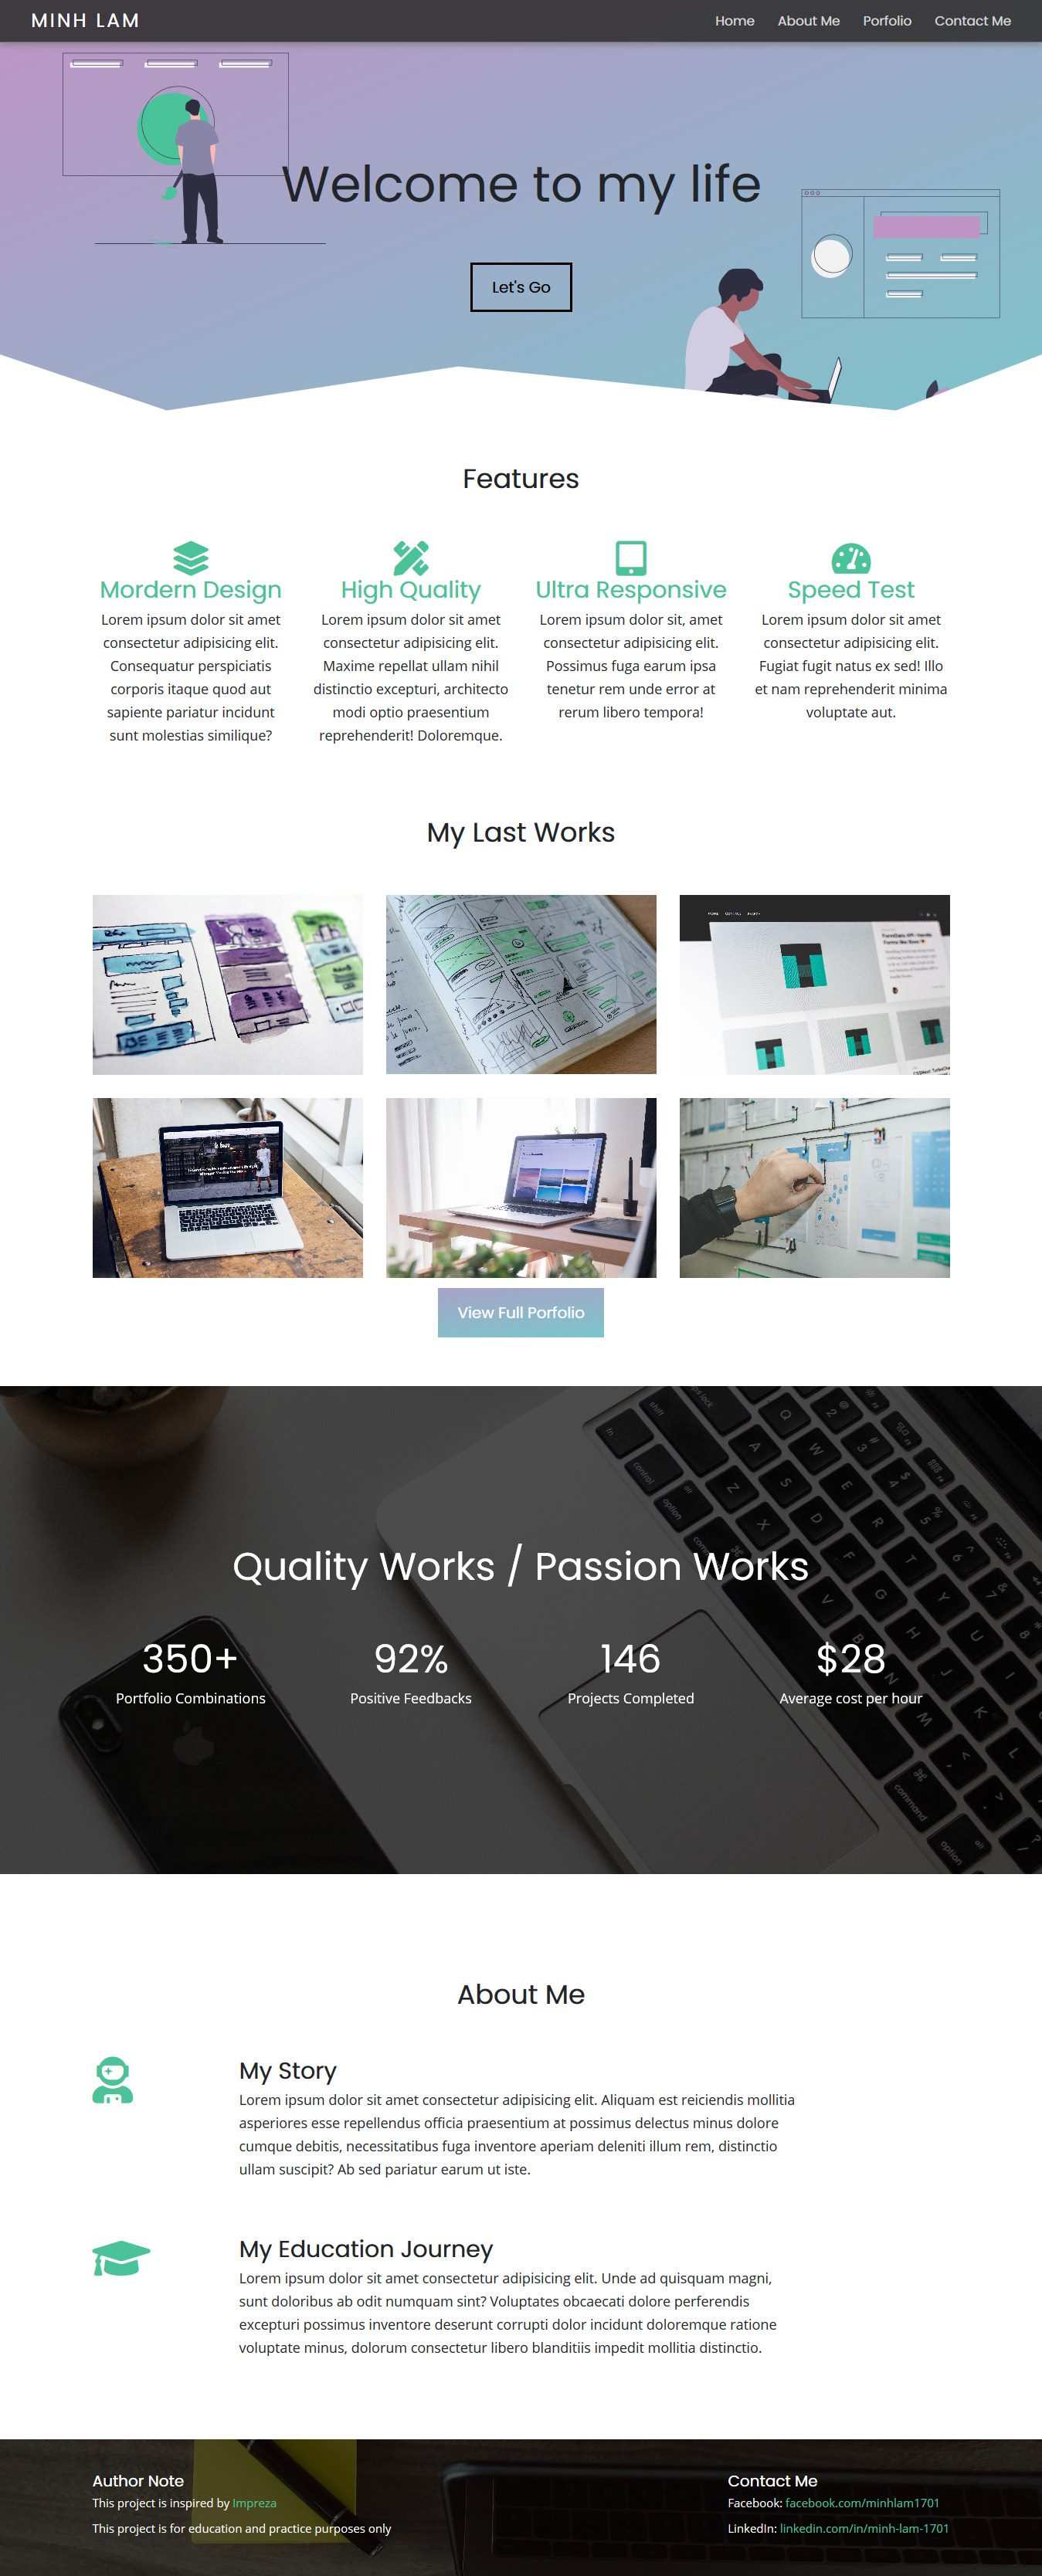 MINH LAM
Home About Me Porfolio Contact Me
Welcome to my life
Let's Go
Features
Mordern Design
Lorem ipsum dolor sit amet
consectetur adipisicing elit.
Consequatur perspiciatis
corporis itaque quod aut
sapiente pariatur incidunt
sunt molestias similique?
High Quality
Lorem ipsum dolor sit amet
consectetur adipisicing elit.
Maxime repellat ullam nihil
distinctio excepturi, architecto
modi optio praesentium
reprehenderit! Doloremque.
Ultra Responsive
Lorem ipsum dolor sit, amet
consectetur adipisicing elit.
Possimus fuga earum ipsa
tenetur rem unde error at
rerum libero tempora!
Speed Test
Lorem ipsum dolor sit amet
consectetur adipisicing elit.
Fugiat fugit natus ex sed! Illo
et nam reprehenderit minima
voluptate aut.
My Last Works
View Full Porfolio
Quality Works / Passion Works
350+
Portfolio Combinations
92%
Positive Feedbacks
146
Projects Completed
$28
Average cost per hour
About Me
My Story
Lorem ipsum dolor sit amet consectetur adipisicing elit. Aliquam est reiciendis mollitia
asperiores esse repellendus officia praesentium at possimus delectus minus dolore
cumque debitis, necessitatibus fuga inventore aperiam deleniti illum rem, distinctio
ullam suscipit? Ab sed pariatur earum ut iste.
My Education Journey
Lorem ipsum dolor sit amet consectetur adipisicing elit. Unde ad quisquam magni,
sunt doloribus ab odit numquam sint? Voluptates obcaecati dolore perferendis
excepturi possimus inventore deserunt corrupti dolor incidunt doloremque ratione
voluptate minus, dolorum consectetur libero blanditiis impedit mollitia distinctio.
Author Note
This project is inspired by Impreza
This project is for education and practice purposes only
Contact Me
Facebook: facebook.com/minhlam1701
LinkedIn: linkedin.com/in/minh-lam-1701